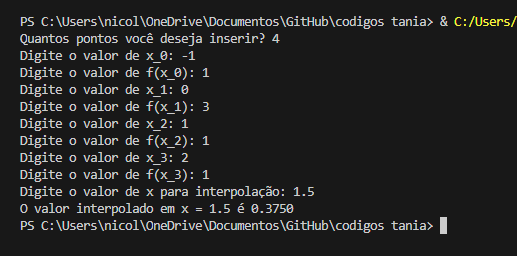 PS C:\Users\nicol\OneDrive\Documentos\GitHub\codigos tania> & C:/Users/
Quantos pontos você deseja inserir? 4
Digite o valor de x_0: -1
Digite o valor de f(x_0): 1
Digite o valor de x_1: 0
Digite o valor de f(x_1): 3
Digite o valor de x_2: 1
Digite o valor de f(x_2): 1
Digite o valor de x_3: 2
Digite o valor de f(x_3): 1
Digite o valor de x para interpolação: 1.5
O valor interpolado em x = 1.5 é 0.3750
PS C:\Users\nicol\OneDrive\Documentos\GitHub\codigos tania>